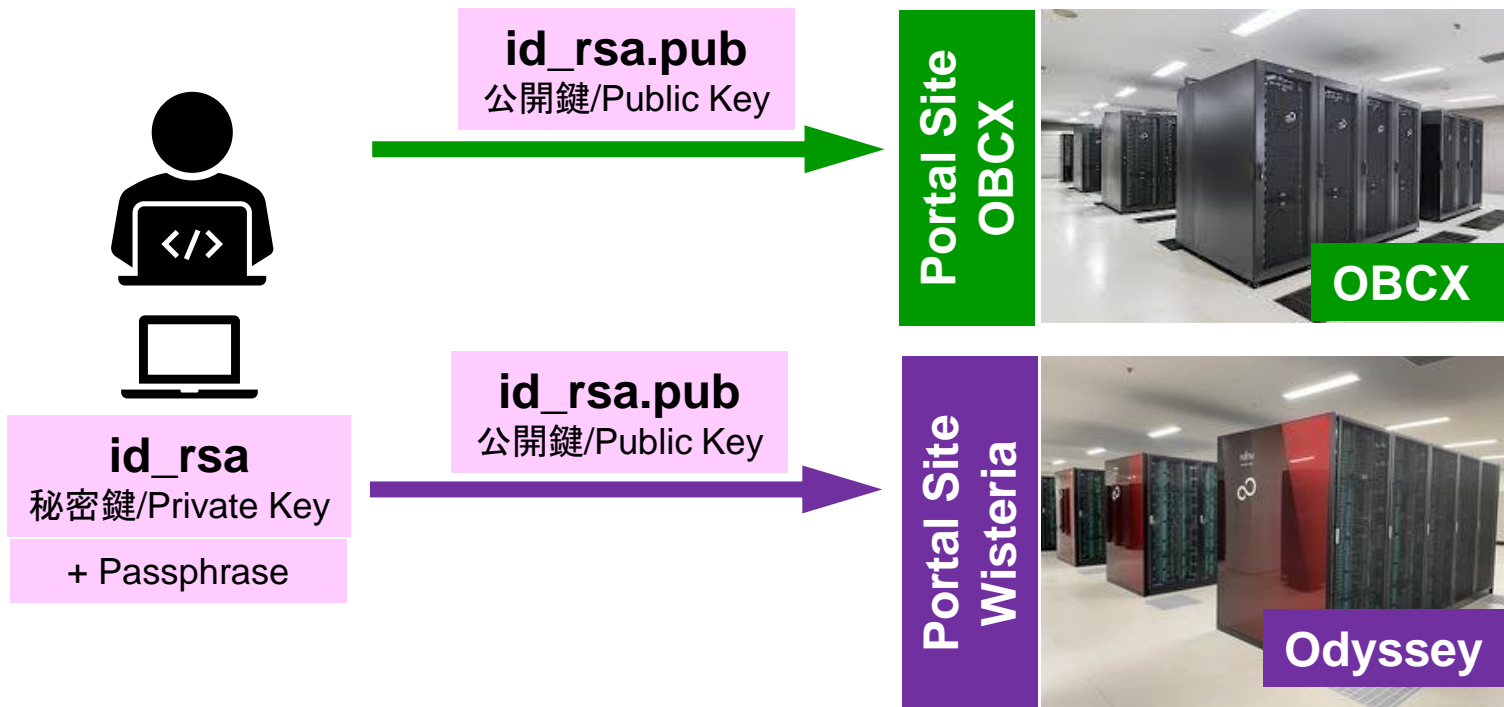 id_rsa.pub
公開鍵/Public Key
Portal Site
OBCX
OBCX
</>
id_rsa.pub
公開鍵/Public Key
id_rsa
秘密鍵/Private Key
+ Passphrase
Portal Site
Wisteria
Odyssey